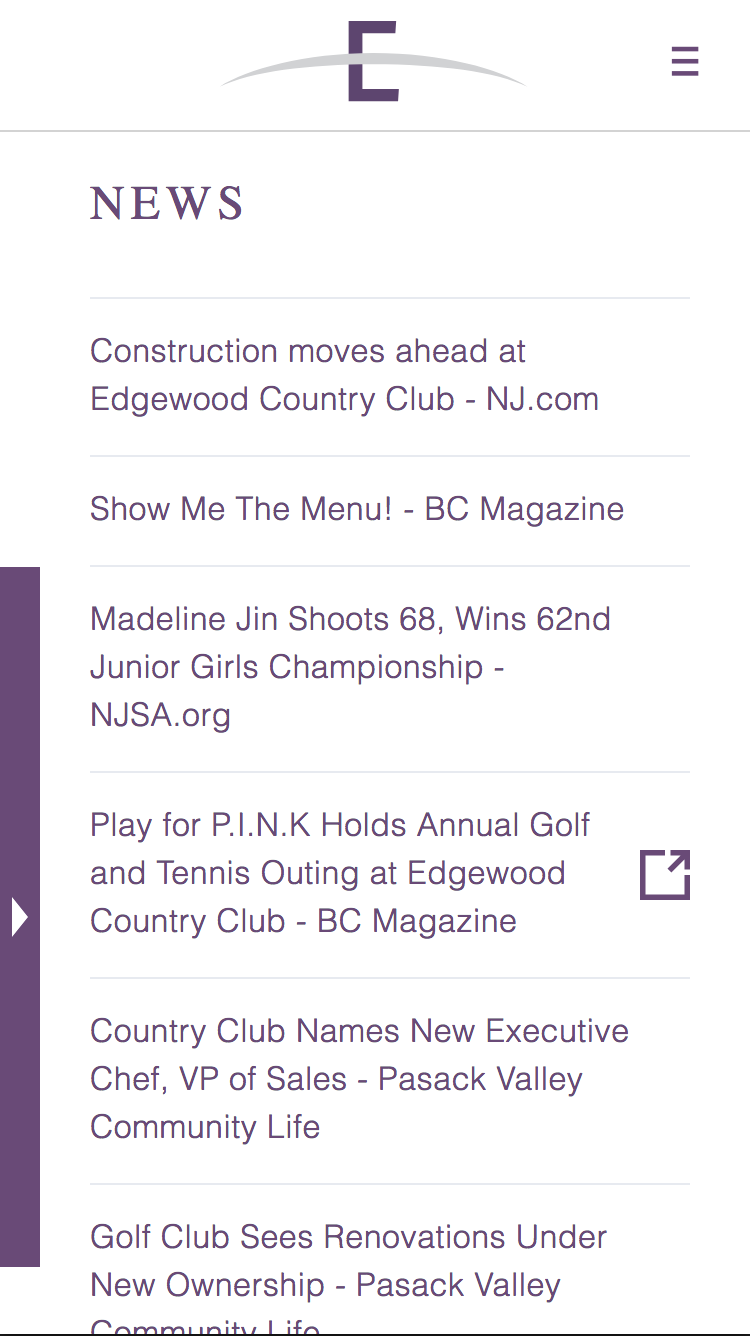 E
NEWS
Construction moves ahead at
Edgewood Country Club - NJ.com
Show Me The Menu! - BC Magazine
Madeline Jin Shoots 68, Wins 62nd
Junior Girls Championship -
NJSA.org
Play for P.I.N.K Holds Annual Golf
and Tennis Outing at Edgewood
Country Club - BC Magazine
Country Club Names New Executive
Chef, VP of Sales - Pasack Valley
Community Life
Golf Club Sees Renovations Under
New Ownership - Pasack Valley
Community Life